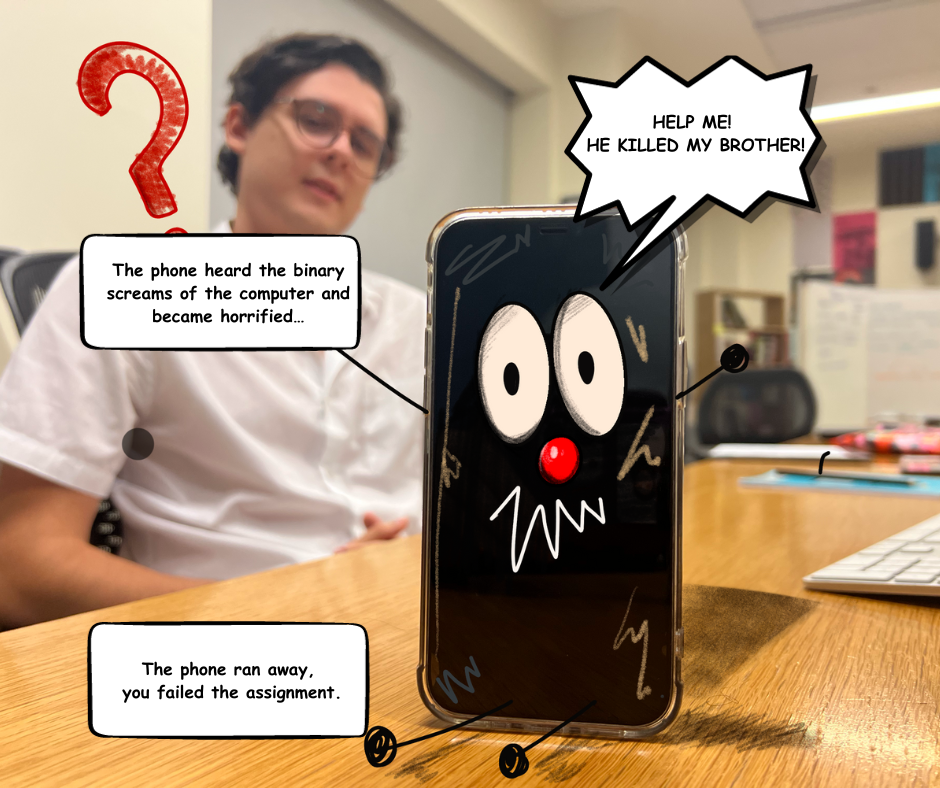 HELP ME!
HE KILLED MY BROTHER!
The phone heard the binary
screams of the computer and
became horrified…
The phone ran away,
you failed the assignment.